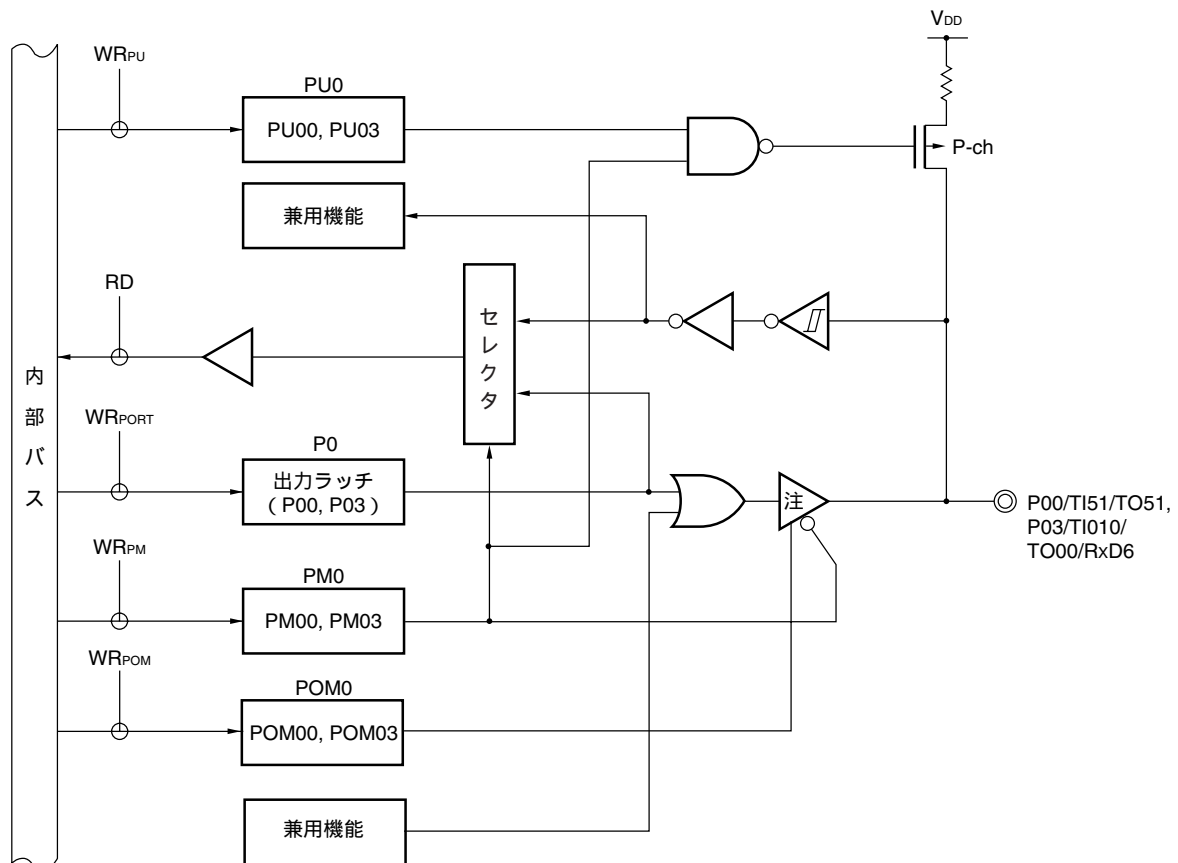 VDD
WRPU
PU0
PU00, PU03
P-ch
兼用機能
RD
セレクタ
内部バス
WRPORT
P0
出力ラッチ
( P00, P03 )
注
P00/TI51/TO51,
P03/TI010/
TO00/RxD6
WRPM
PM0
PM00, PM03
WRPOM
POM0
POM00, POM03
兼用機能